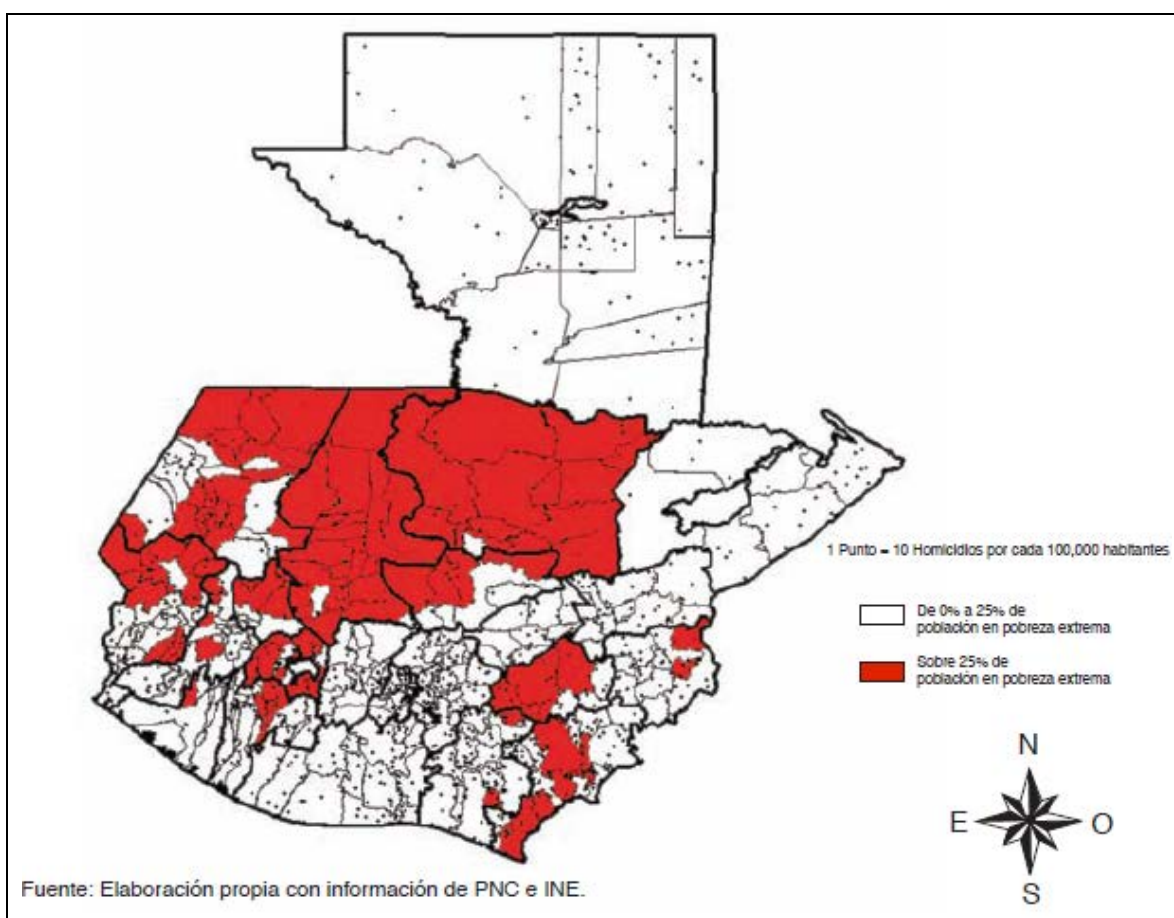 1 Punto = 10 Homicidios por cada 100,000 habitantes
De 0% a 25% de
población en pobreza extrema
Sobre 25% de
población en pobreza extrema
N
E O
S
Fuente: Elaboración propia con información de PNC e INE.